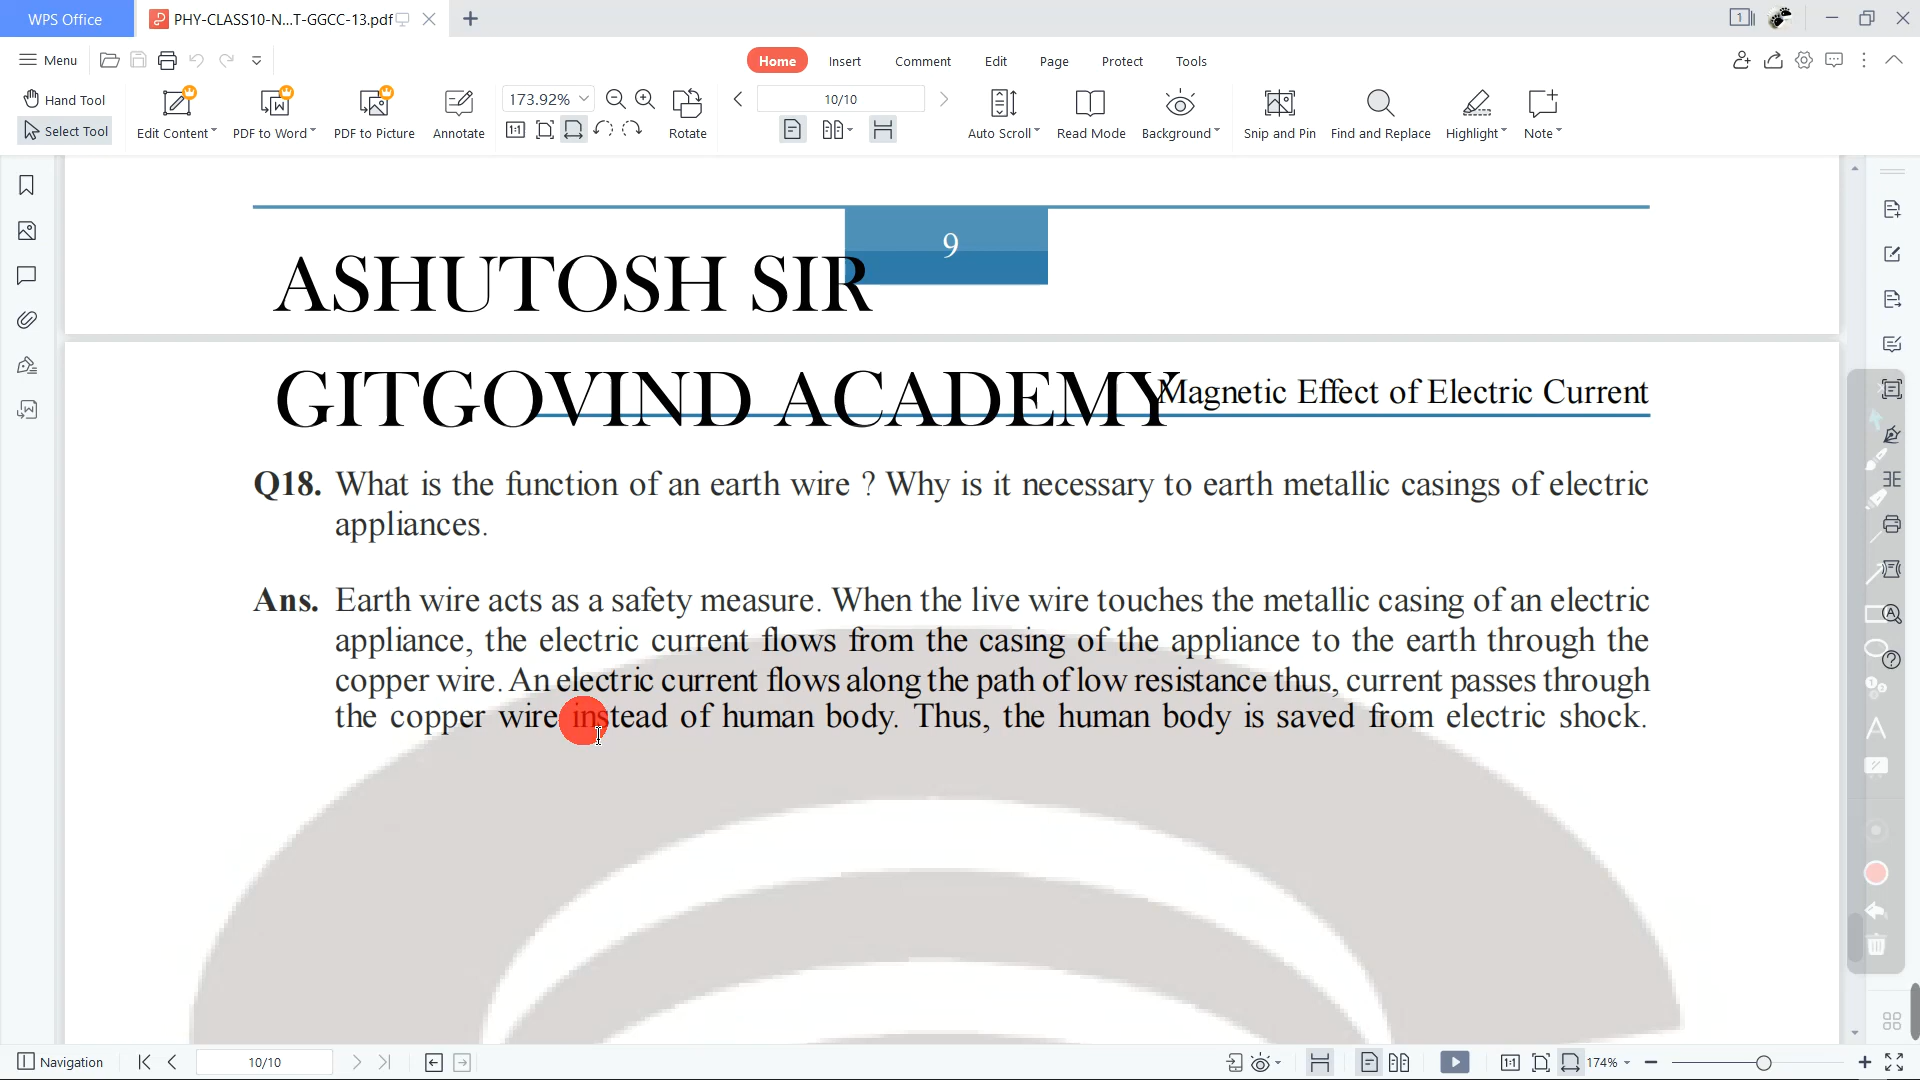 WPS Office
PHY-CLASS10-N...T-GGCC-13.pdf
1
Menu
Home
Insert
Comment
Edit
Page
Protect
Tools
Hand Tool
Select Tool
Edit Content
PDF to Word
PDF to Picture
Annotate
173.92%
1:1
Rotate
10/10
Auto Scroll
Read Mode
Background
Snip and Pin
Find and Replace
Highlight
Note
9
ASHUTOSH SIR
GITGOVIND ACADEMY
Magnetic Effect of Electric Current
Q18. What is the function of an earth wire ? Why is it necessary to earth metallic casings of electric
appliances.
Ans. Earth wire acts as a safety measure. When the live wire touches the metallic casing of an electric
appliance, the electric current flows from the casing of the appliance to the earth through the
copper wire. An electric current flows along the path of low resistance thus, current passes through
the copper wire instead of human body. Thus, the human body is saved from electric shock.
Navigation
10/10
1:1
174%